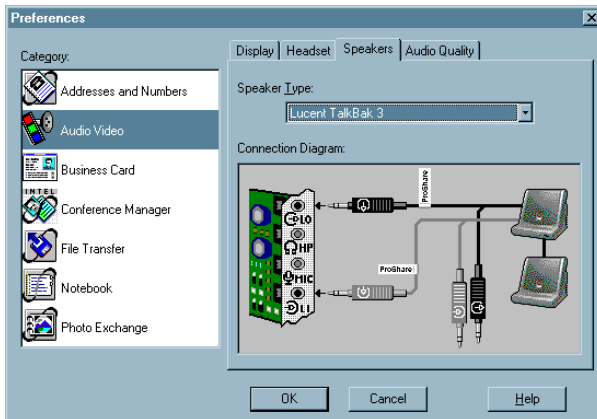 Preferences
Category:
Addresses and Numbers
Audio Video
Business Card
INTEL
Conference Manager
File Transfer
Notebook
Photo Exchange
Display
Headset
Speakers
Audio Quality
Speaker Type:
Lucent TalkBak 3
Connection Diagram:
ProShare
LO
HP
MIC
LI
ProShare
OK
Cancel
Help